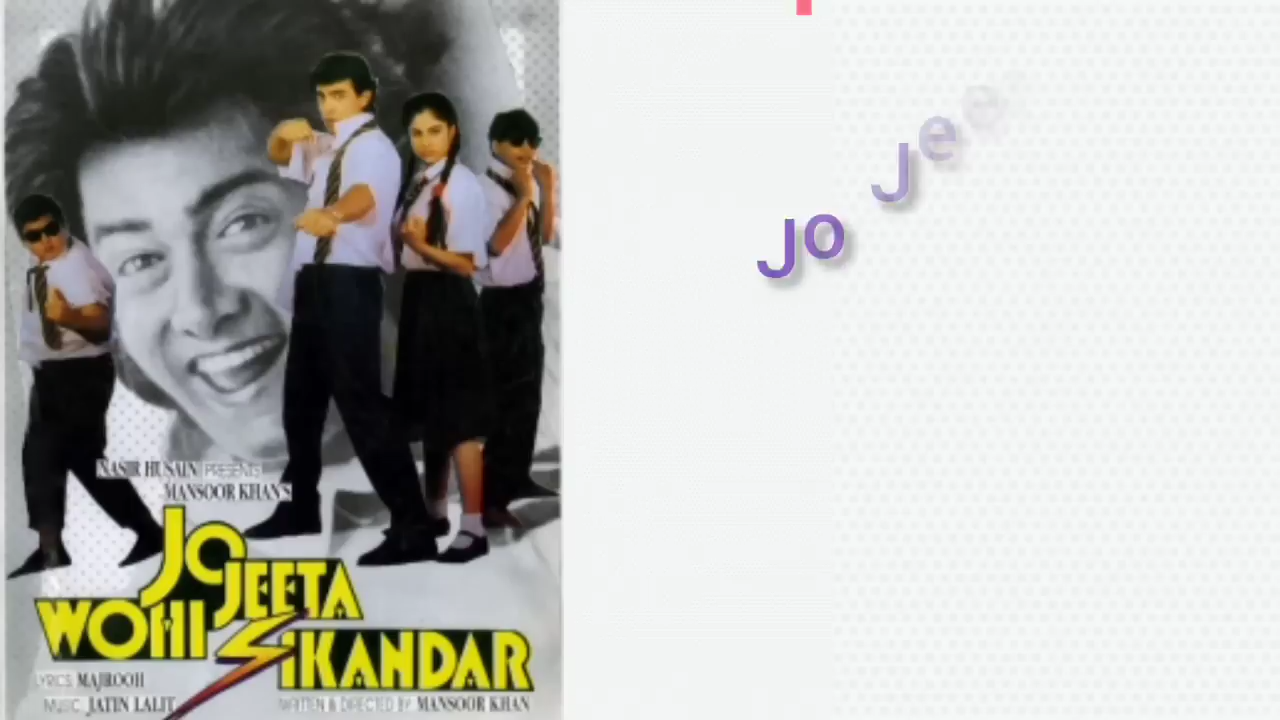 NASIR HUSAIN PRESENTS
MANSOOR KHAN'S
JO JEETA
WOHI SIKANDAR
LYRICS MAJROOH
MUSIC JATIN LALIT
WRITTEN & DIRECTED BY MANSOOR KHAN
Jo Jee